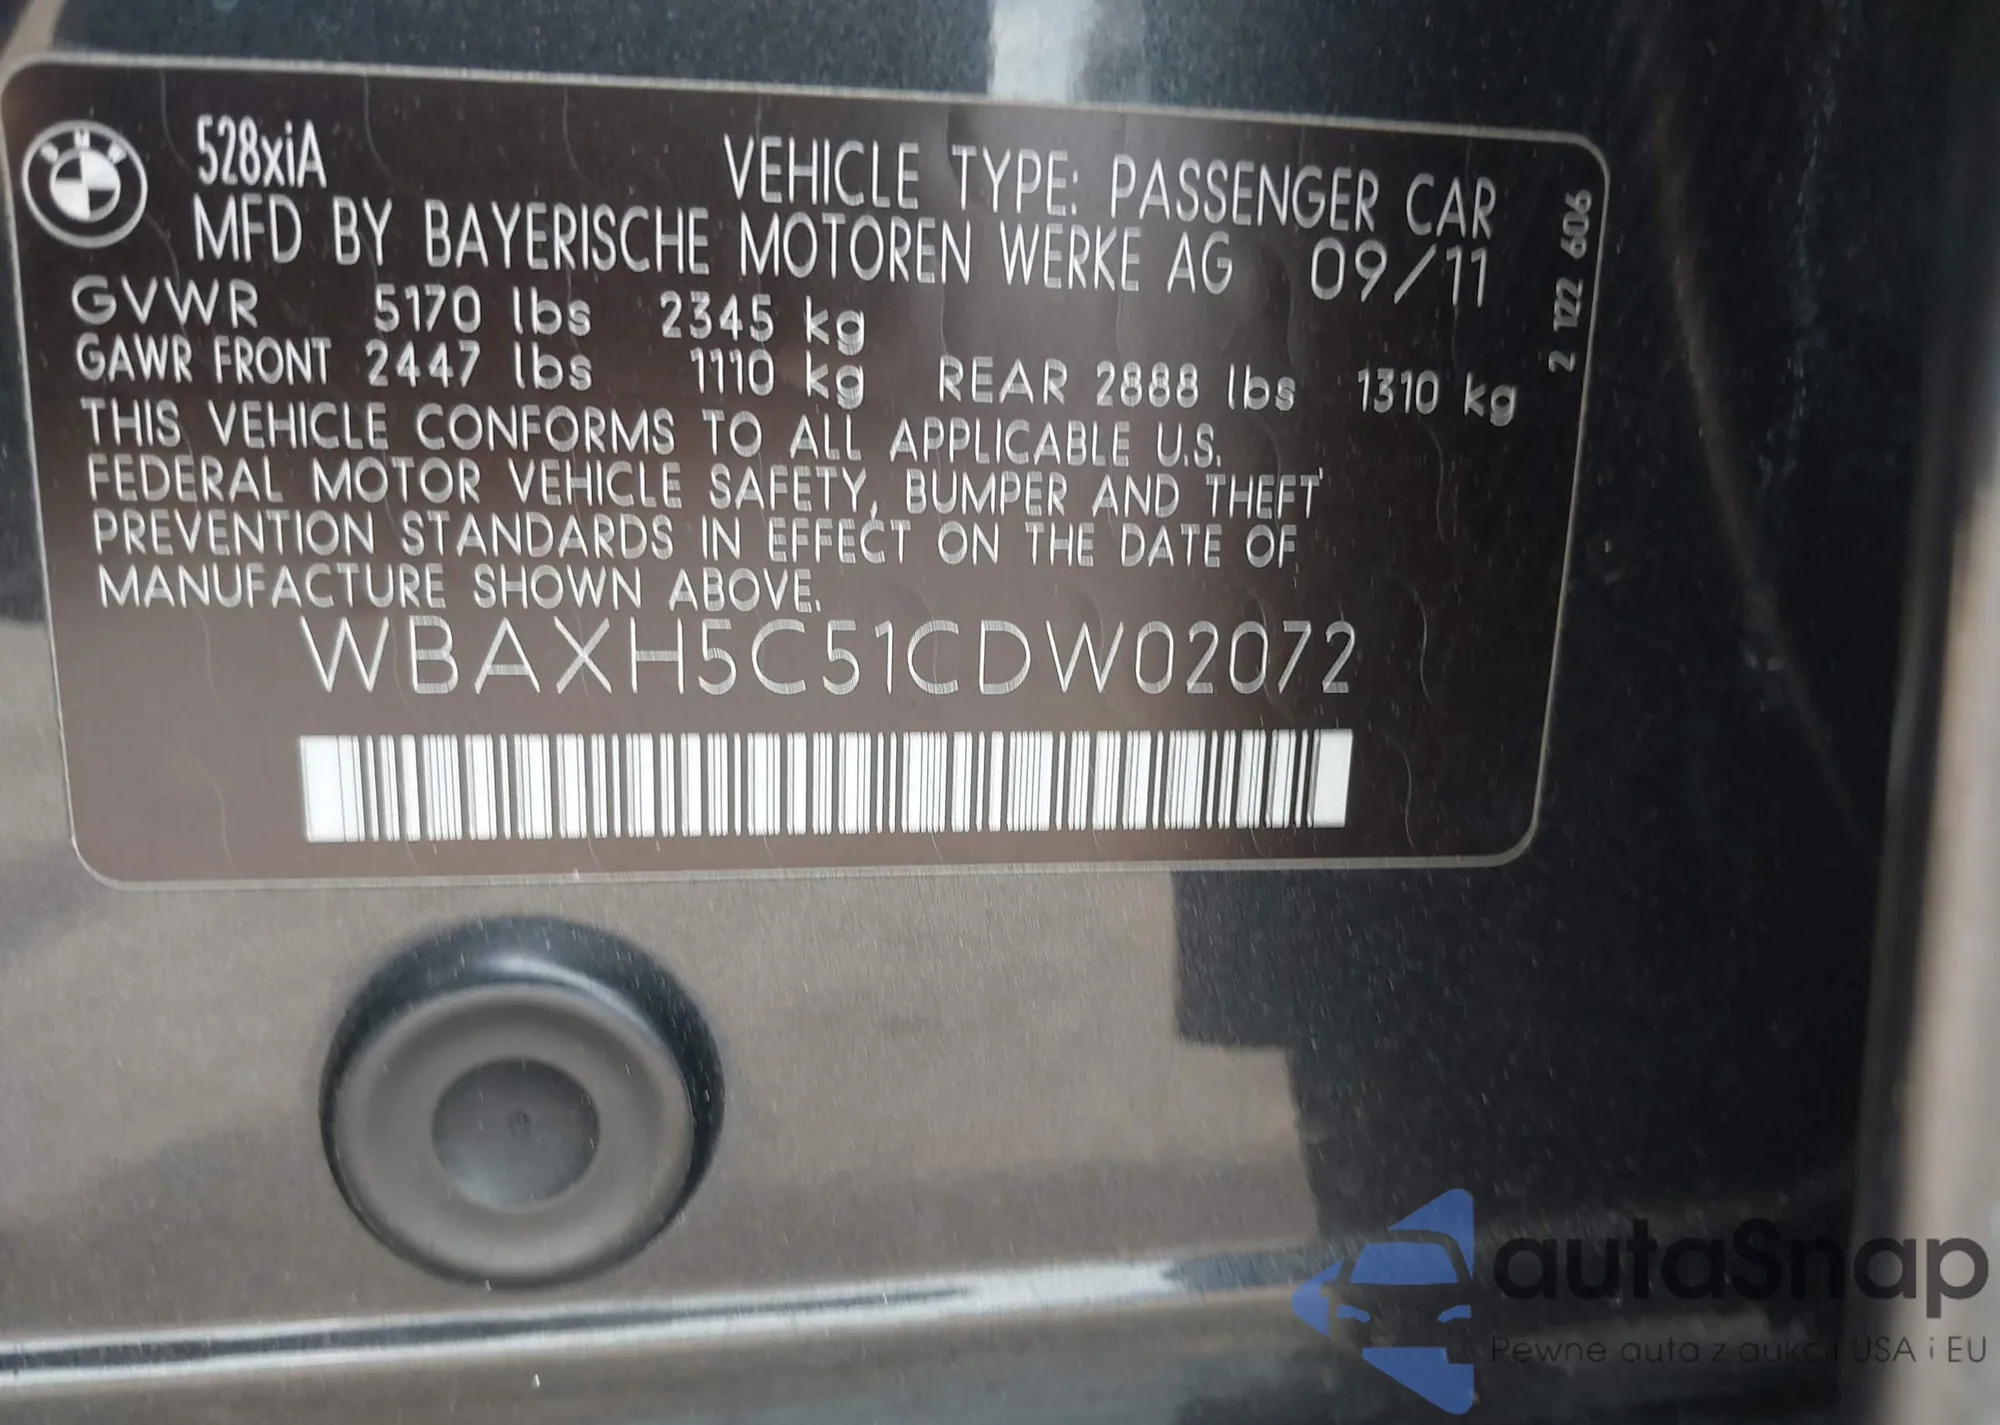 BMW
528xiA
VEHICLE TYPE: PASSENGER CAR
MFD BY BAYERISCHE MOTOREN WERKE AG 09/11
GVWR 5170 lbs 2345 kg
GAWR FRONT 2447 lbs 1110 kg REAR 2888 lbs 1310 kg
THIS VEHICLE CONFORMS TO ALL APPLICABLE U.S.
FEDERAL MOTOR VEHICLE SAFETY, BUMPER AND THEFT
PREVENTION STANDARDS IN EFFECT ON THE DATE OF
MANUFACTURE SHOWN ABOVE.
WBAXH5C51CDW02072
2 122 606
autoSnap
Pewne auta z aukcji USA i EU